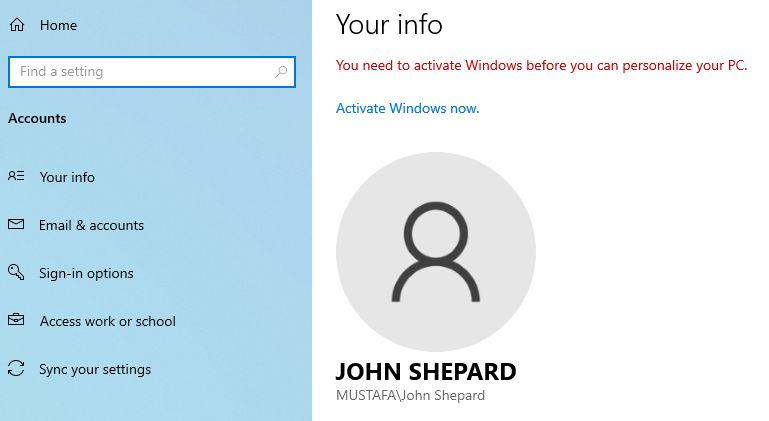 Home
Find a setting
Accounts
Your info
Email & accounts
Sign-in options
Access work or school
Sync your settings
Your info
You need to activate Windows before you can personalize your PC.
Activate Windows now.
JOHN SHEPARD
MUSTAFA\John Shepard